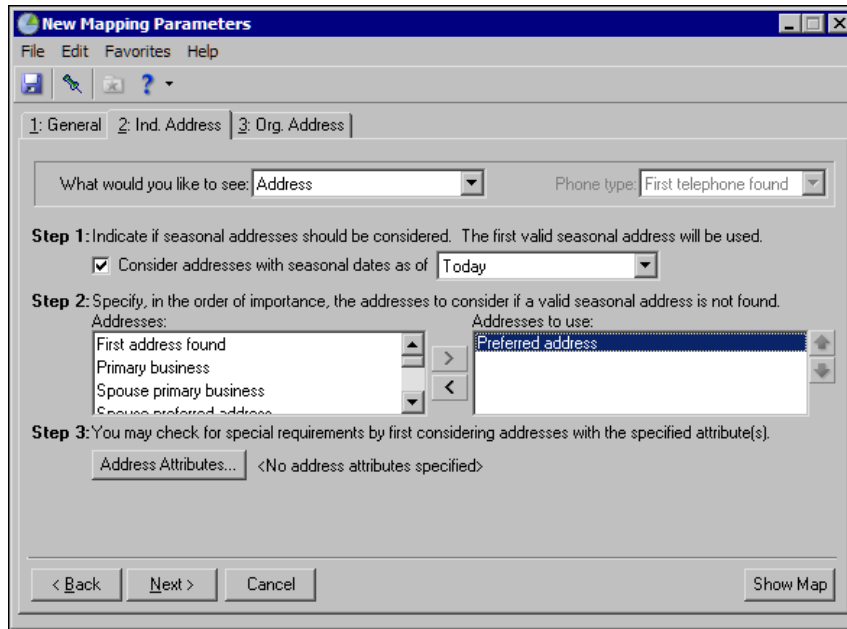 New Mapping Parameters
File Edit Favorites Help
1: General 2: Ind. Address 3: Org. Address
What would you like to see: Address Phone type: First telephone found
Step 1: Indicate if seasonal addresses should be considered. The first valid seasonal address will be used.
Consider addresses with seasonal dates as of Today
Step 2: Specify, in the order of importance, the addresses to consider if a valid seasonal address is not found.
Addresses: Addresses to use:
First address found Preferred address
Primary business
Spouse primary business
Spouse preferred address
Step 3: You may check for special requirements by first considering addresses with the specified attribute(s).
Address Attributes... <No address attributes specified>
< Back Next > Cancel Show Map